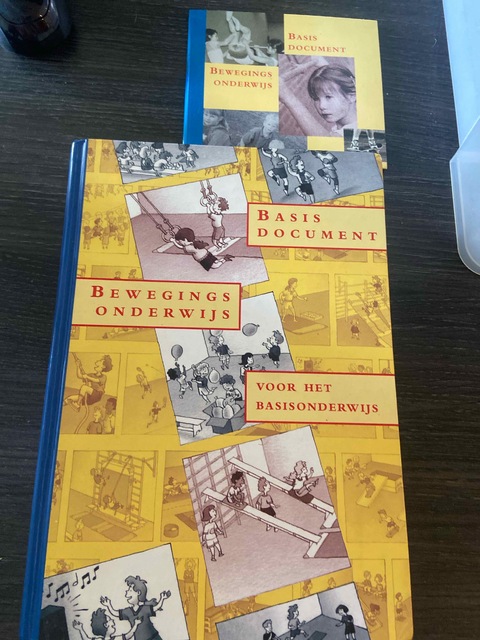 BASIS
DOCUMENT
BEWEGINGS
ONDERWIJS
BASIS
DOCUMENT
BEWEGINGS
ONDERWIJS
VOOR HET
BASISONDERWIJS